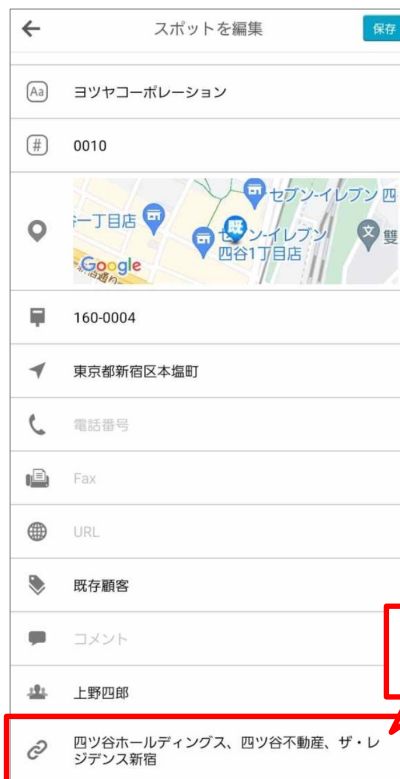 スポットを編集
保存
Aa
ヨツヤコーポレーション
#
0010
セブン-イレブン 四
一丁目店
セブン-イレブン
四谷1丁目店
文
雙
Google
既
160-0004
東京都新宿区本塩町
電話番号
Fax
URL
既存顧客
コメント
上野四郎
四ツ谷ホールディングス、四ツ谷不動産、ザ・レ
ジデンス新宿